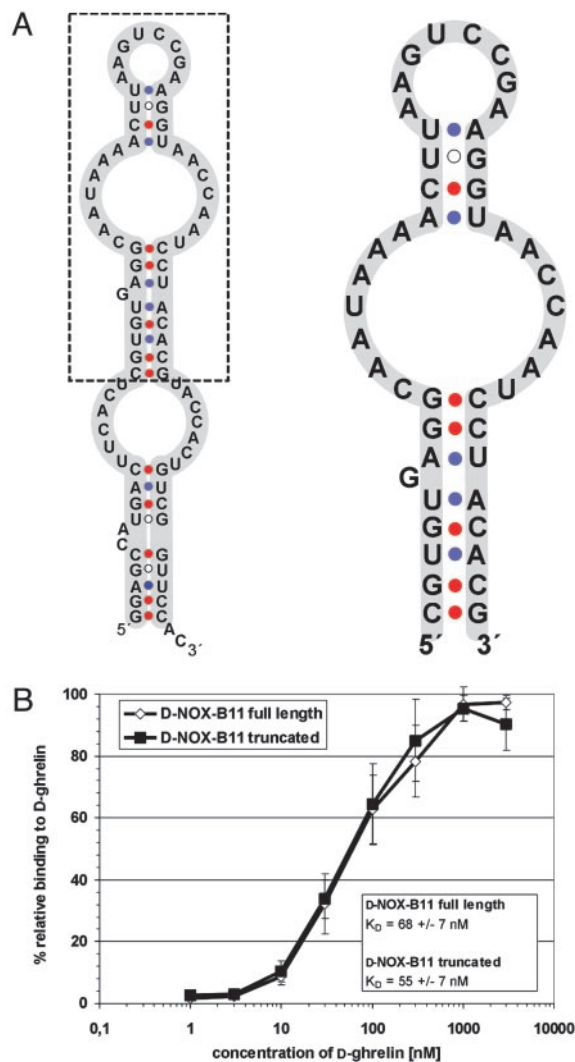 A
5´ GGAGCCAUGACUUCACUCGUGUGAGGCAAUAAAACUUAAGUCCGAAGGUAACCAAUCCUACACGUACCACUGUCGGUUCCAC 3´
5´ CGUGUGAGGCAAUAAAACUUAAGUCCGAAGGUAACCAAUCCUACACG 3´
B
% relative binding to D-ghrelin
100
80
60
40
20
0
D-NOX-B11 full length
D-NOX-B11 truncated
D-NOX-B11 full length
K_D = 68 +/- 7 nM
D-NOX-B11 truncated
K_D = 55 +/- 7 nM
0,1 1 10 100 1000 10000
concentration of D-ghrelin [nM]